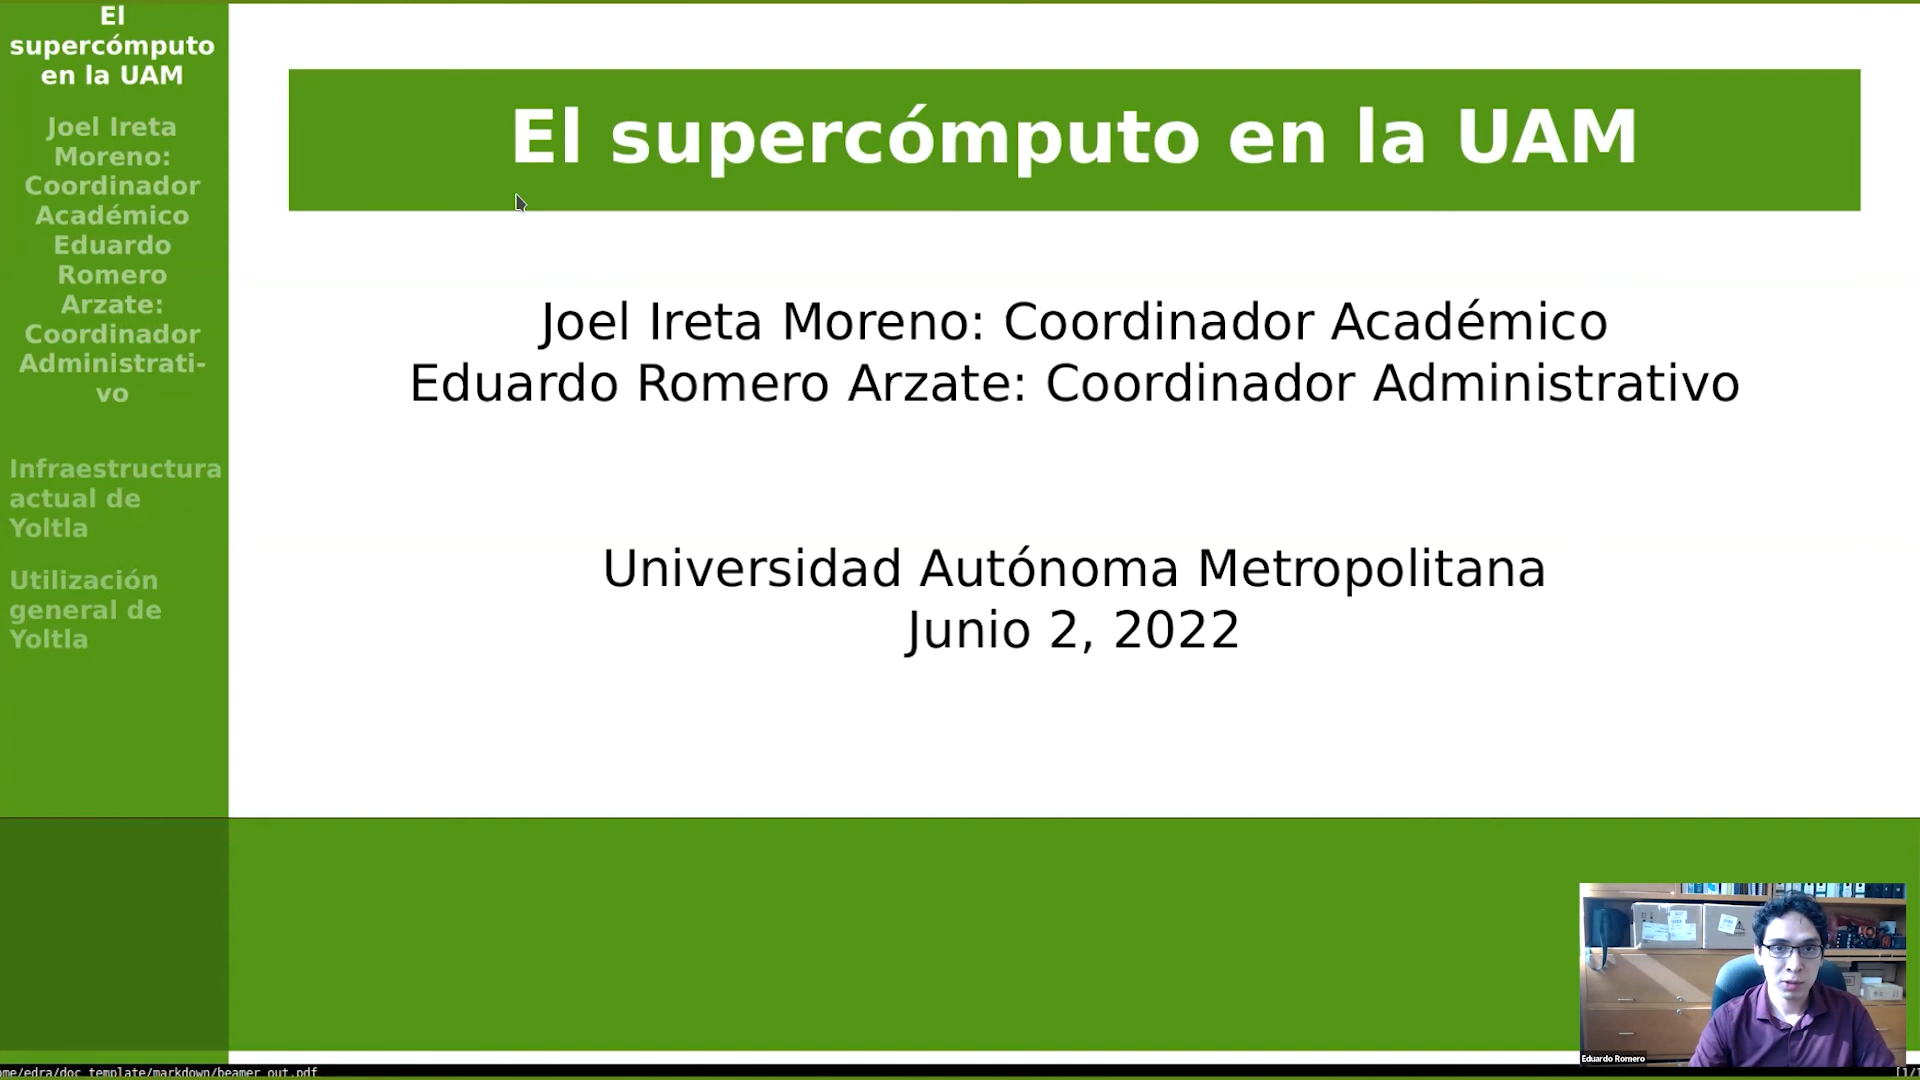 El
supercómputo
en la UAM
Joel Ireta
Moreno:
Coordinador
Académico
Eduardo
Romero
Arzate:
Coordinador
Administrati-
vo
Infraestructura
actual de
Yoltla
Utilización
general de
Yoltla
El supercómputo en la UAM
Joel Ireta Moreno: Coordinador Académico
Eduardo Romero Arzate: Coordinador Administrativo
Universidad Autónoma Metropolitana
Junio 2, 2022
Eduardo Romero
ome/edra/doc_template/markdown/beamer_out.pdf